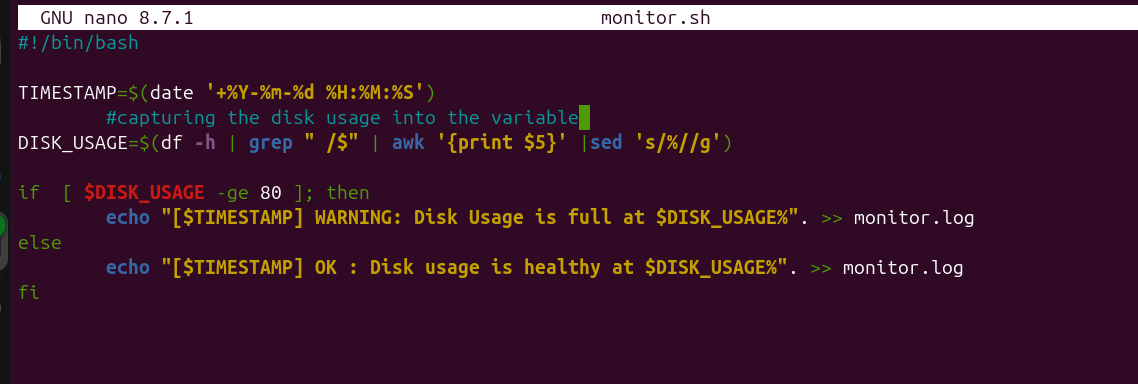 GNU nano 8.7.1 monitor.sh
#!/bin/bash
TIMESTAMP=$(date '+%Y-%m-%d %H:%M:%S')
#capturing the disk usage into the variable
DISK_USAGE=$(df -h | grep " /$" | awk '{print $5}' |sed 's/%//g')
if  [ $DISK_USAGE -ge 80 ]; then
echo "[$TIMESTAMP] WARNING: Disk Usage is full at $DISK_USAGE%". >> monitor.log
else
echo "[$TIMESTAMP] OK : Disk usage is healthy at $DISK_USAGE%". >> monitor.log
fi